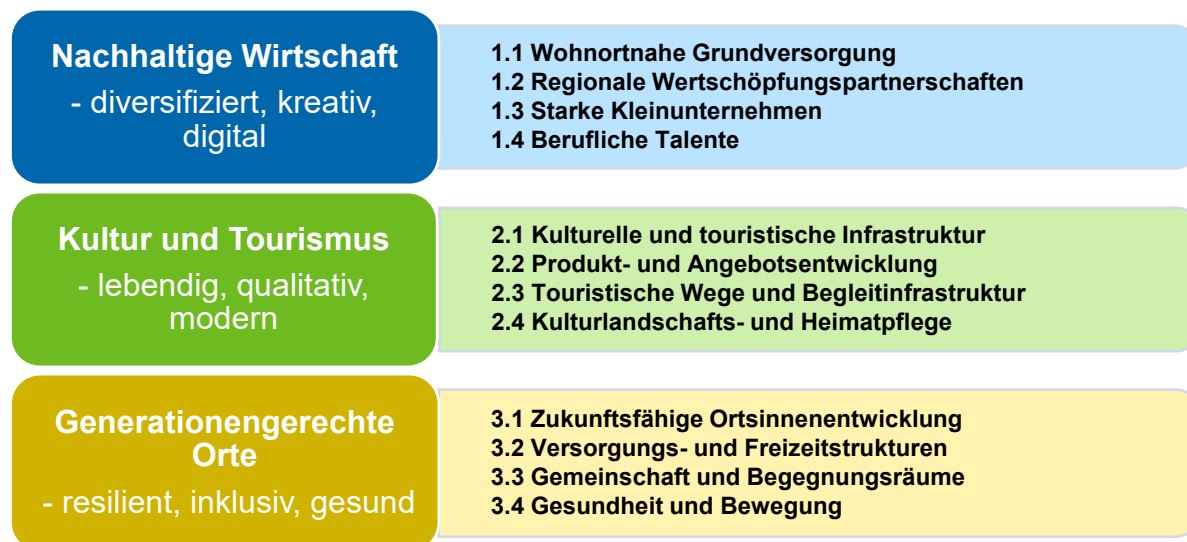 Nachhaltige Wirtschaft
- diversifiziert, kreativ,
digital
1.1 Wohnortnahe Grundversorgung
1.2 Regionale Wertschöpfungspartnerschaften
1.3 Starke Kleinunternehmen
1.4 Berufliche Talente
Kultur und Tourismus
- lebendig, qualitativ,
modern
2.1 Kulturelle und touristische Infrastruktur
2.2 Produkt- und Angebotsentwicklung
2.3 Touristische Wege und Begleitinfrastruktur
2.4 Kulturlandschafts- und Heimatpflege
Generationengerechte
Orte
- resilient, inklusiv, gesund
3.1 Zukunftsfähige Ortsinnenentwicklung
3.2 Versorgungs- und Freizeitstrukturen
3.3 Gemeinschaft und Begegnungsräume
3.4 Gesundheit und Bewegung